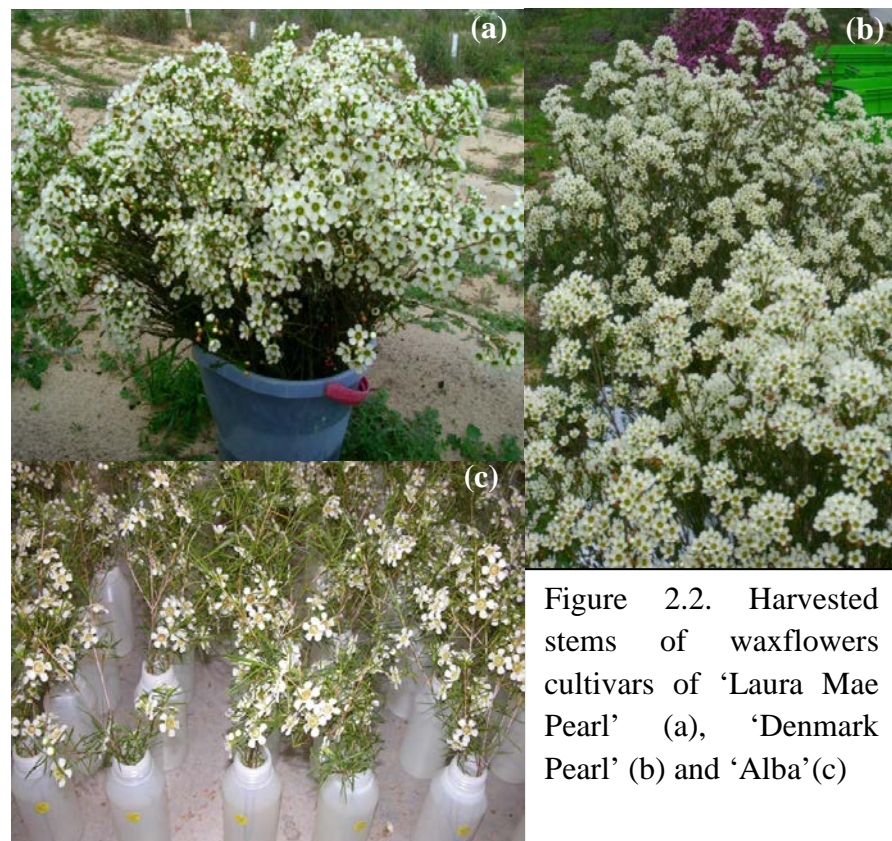 (a)
(b)
(c)
Figure 2.2. Harvested
stems of waxflowers
cultivars of ‘Laura Mae
Pearl’ (a), ‘Denmark
Pearl’ (b) and ‘Alba’(c)